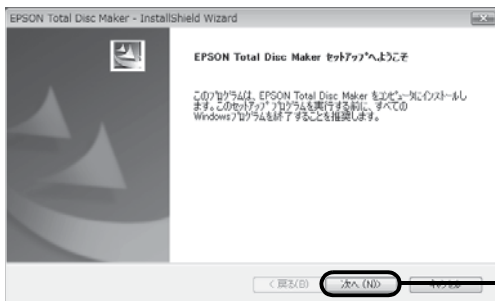 EPSON Total Disc Maker - InstallShield Wizard
EPSON Total Disc Maker セットアップへようこそ
このプログラムは、EPSON Total Disc Maker をコンピュータにインストールし
ます。このセットアップ プログラムを実行する前に、すべての
Windowsプログラムを終了することを推奨します。
< 戻る(B) 次へ (N)> キャンセル